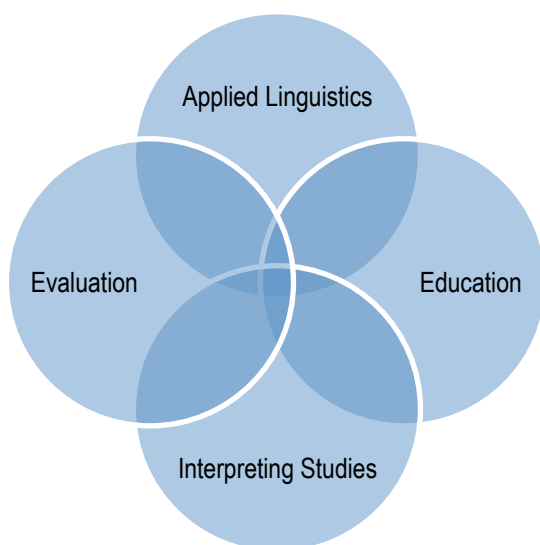 Applied Linguistics
Evaluation
Education
Interpreting Studies